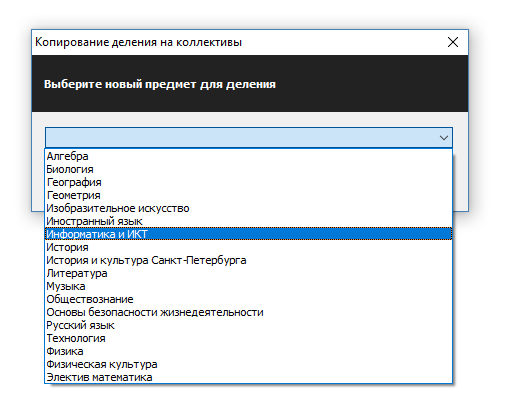 Копирование деления на коллективы
Выберите новый предмет для деления
Алгебра
Биология
География
Геометрия
Изобразительное искусство
Иностранный язык
Информатика и ИКТ
История
История и культура Санкт-Петербурга
Литература
Музыка
Обществознание
Основы безопасности жизнедеятельности
Русский язык
Технология
Физика
Физическая культура
Электив математика